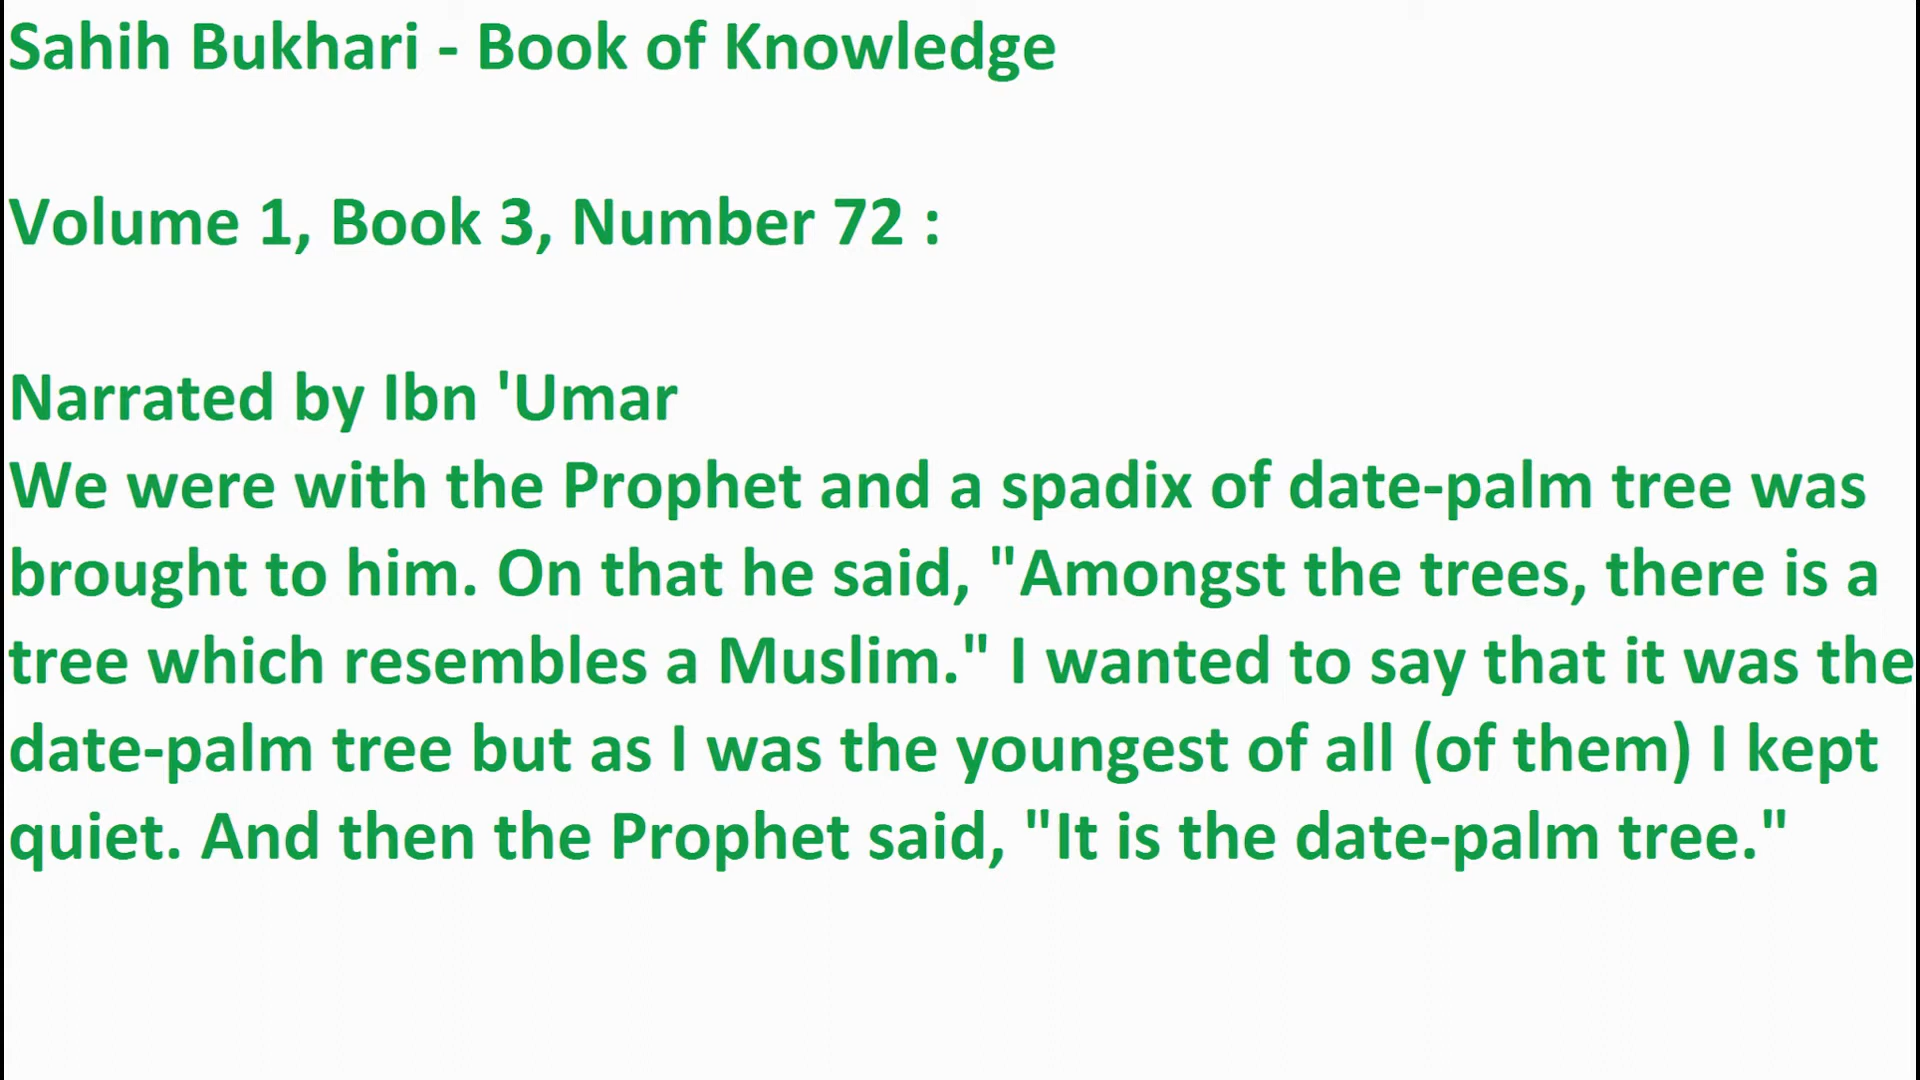 Sahih Bukhari - Book of Knowledge
Volume 1, Book 3, Number 72 :
Narrated by Ibn 'Umar
We were with the Prophet and a spadix of date-palm tree was
brought to him. On that he said, "Amongst the trees, there is a
tree which resembles a Muslim." I wanted to say that it was the
date-palm tree but as I was the youngest of all (of them) I kept
quiet. And then the Prophet said, "It is the date-palm tree."